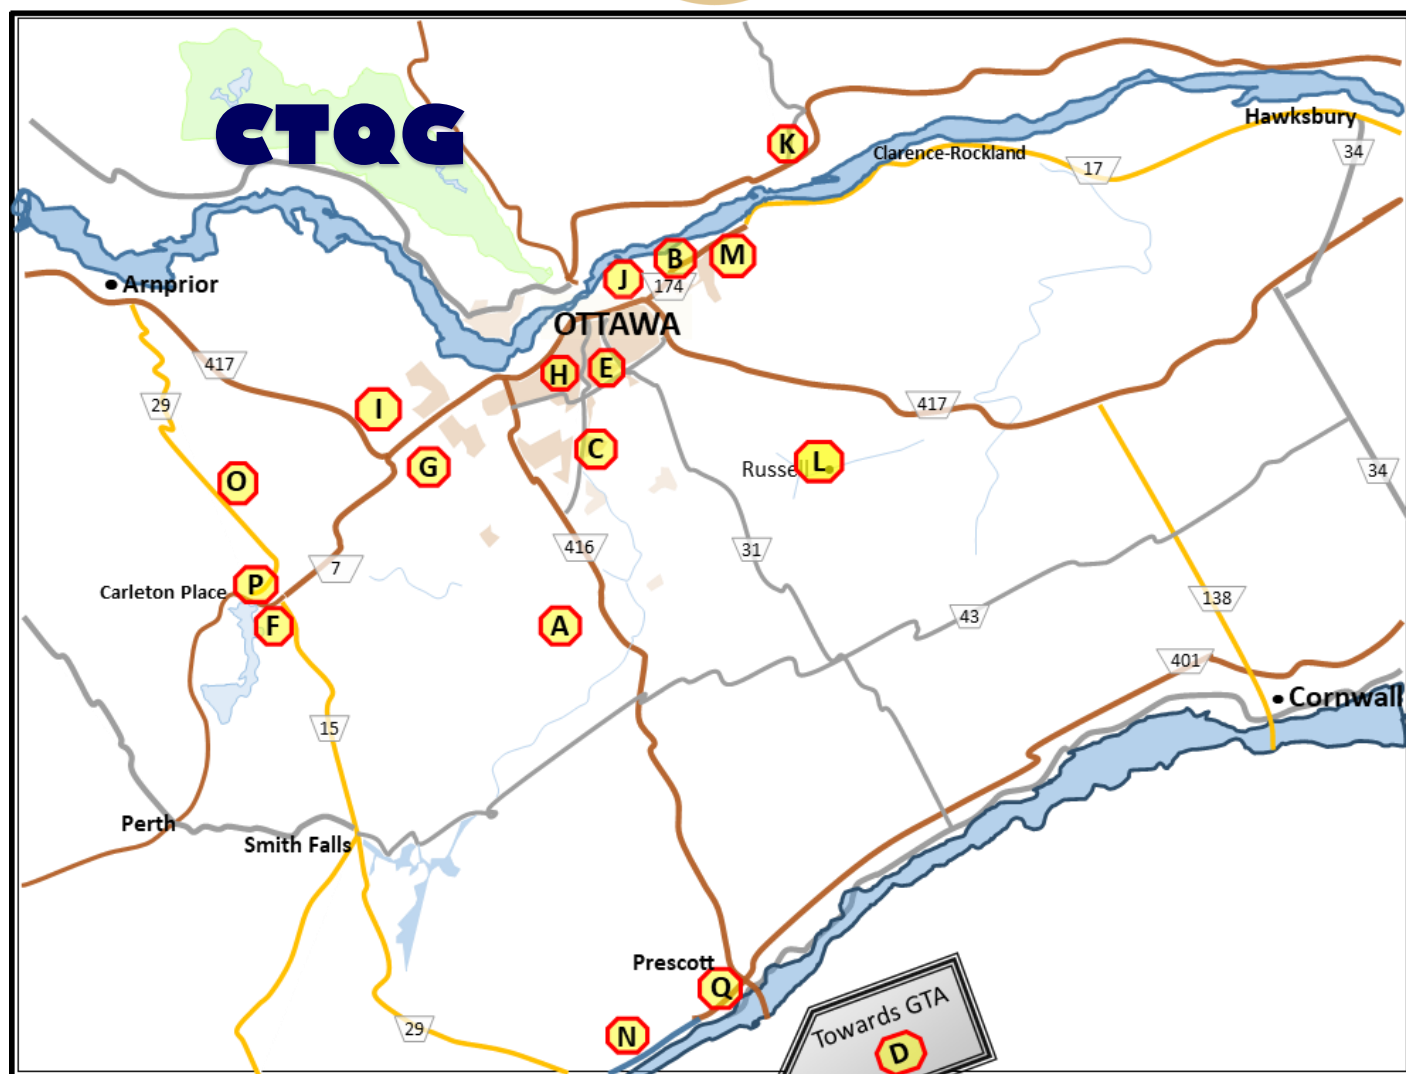 CTQG
K
Hawksbury
Clarence-Rockland
34
17
B
M
J
174
Arnprior
OTTAWA
417
H
E
29
I
417
C
G
Russell
L
34
O
416
31
7
P
Carleton Place
138
43
F
A
401
Cornwall
15
Perth
Smith Falls
Prescott
Q
Towards GTA
29
N
D